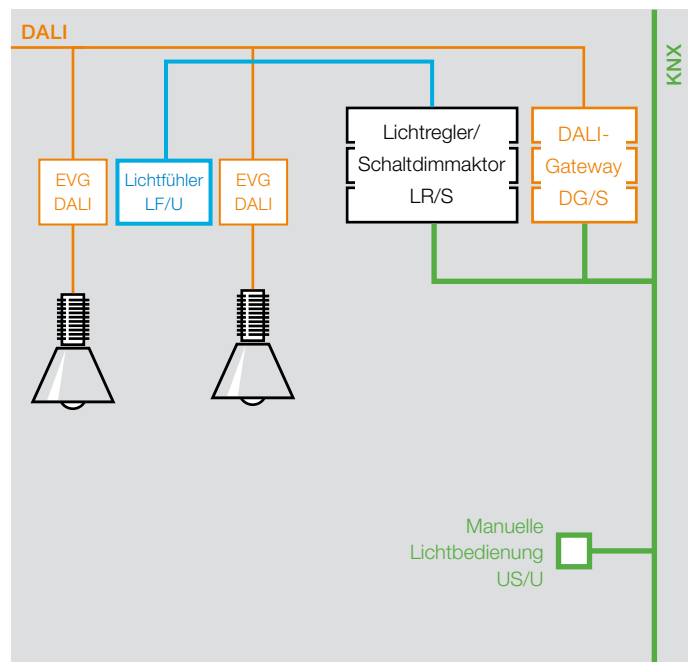 DALI
KNX
Lichtregler/
Schaltdimmaktor
LR/S
DALI-
Gateway
DG/S
EVG
DALI
Lichtfühler
LF/U
EVG
DALI
Manuelle
Lichtbedienung
US/U